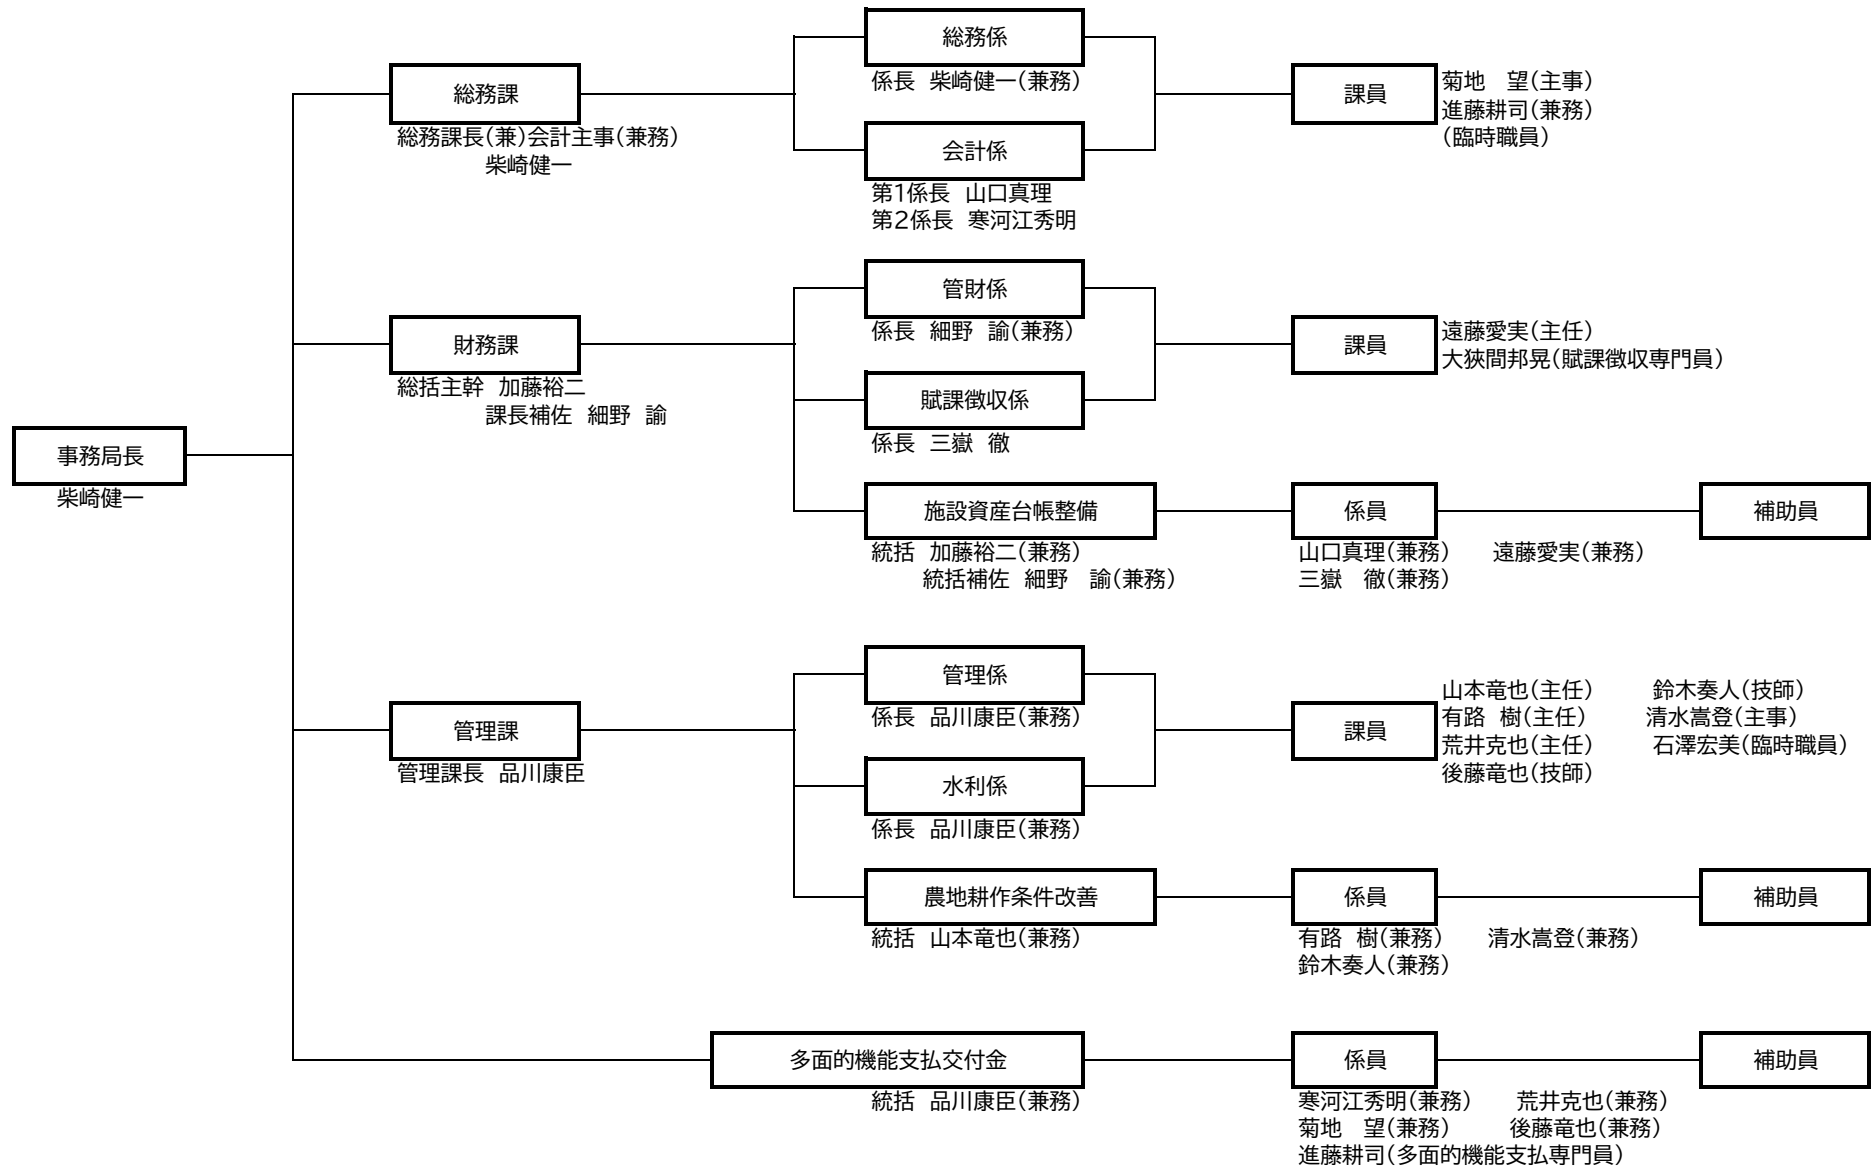 事務局長
柴崎健一
総務課
総務課長(兼)会計主事(兼務)
柴崎健一
総務係
係長 柴崎健一(兼務)
会計係
第1係長 山口真理
第2係長 寒河江秀明
課員
菊地　望(主事)
進藤耕司(兼務)
(臨時職員)
財務課
総括主幹 加藤裕二
課長補佐 細野 諭
管財係
係長 細野 諭(兼務)
賦課徴収係
係長 三嶽 徹
課員
遠藤愛実(主任)
大狹間邦晃(賦課徴収専門員)
施設資産台帳整備
統括 加藤裕二(兼務)
統括補佐 細野　諭(兼務)
係員
山口真理(兼務)　遠藤愛実(兼務)
三嶽　徹(兼務)
補助員
管理課
管理課長 品川康臣
管理係
係長 品川康臣(兼務)
水利係
係長 品川康臣(兼務)
課員
山本竜也(主任)　鈴木奏人(技師)
有路 樹(主任)　清水嵩登(主事)
荒井克也(主任)　石澤宏美(臨時職員)
後藤竜也(技師)
農地耕作条件改善
統括 山本竜也(兼務)
係員
有路 樹(兼務)　清水嵩登(兼務)
鈴木奏人(兼務)
補助員
多面的機能支払交付金
統括 品川康臣(兼務)
係員
寒河江秀明(兼務)　荒井克也(兼務)
菊地　望(兼務)　後藤竜也(兼務)
進藤耕司(多面的機能支払専門員)
補助員